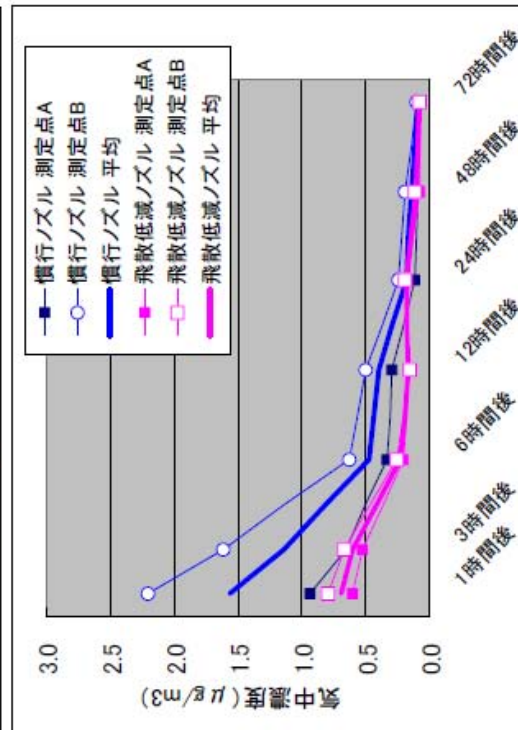 慣行ノズル 測定点A
慣行ノズル 測定点B
慣行ノズル 平均
飛散低減ノズル 測定点A
飛散低減ノズル 測定点B
飛散低減ノズル 平均
気中濃度(μg/m3)
3.0
2.5
2.0
1.5
1.0
0.5
0.0
1時間後
3時間後
6時間後
12時間後
24時間後
48時間後
72時間後